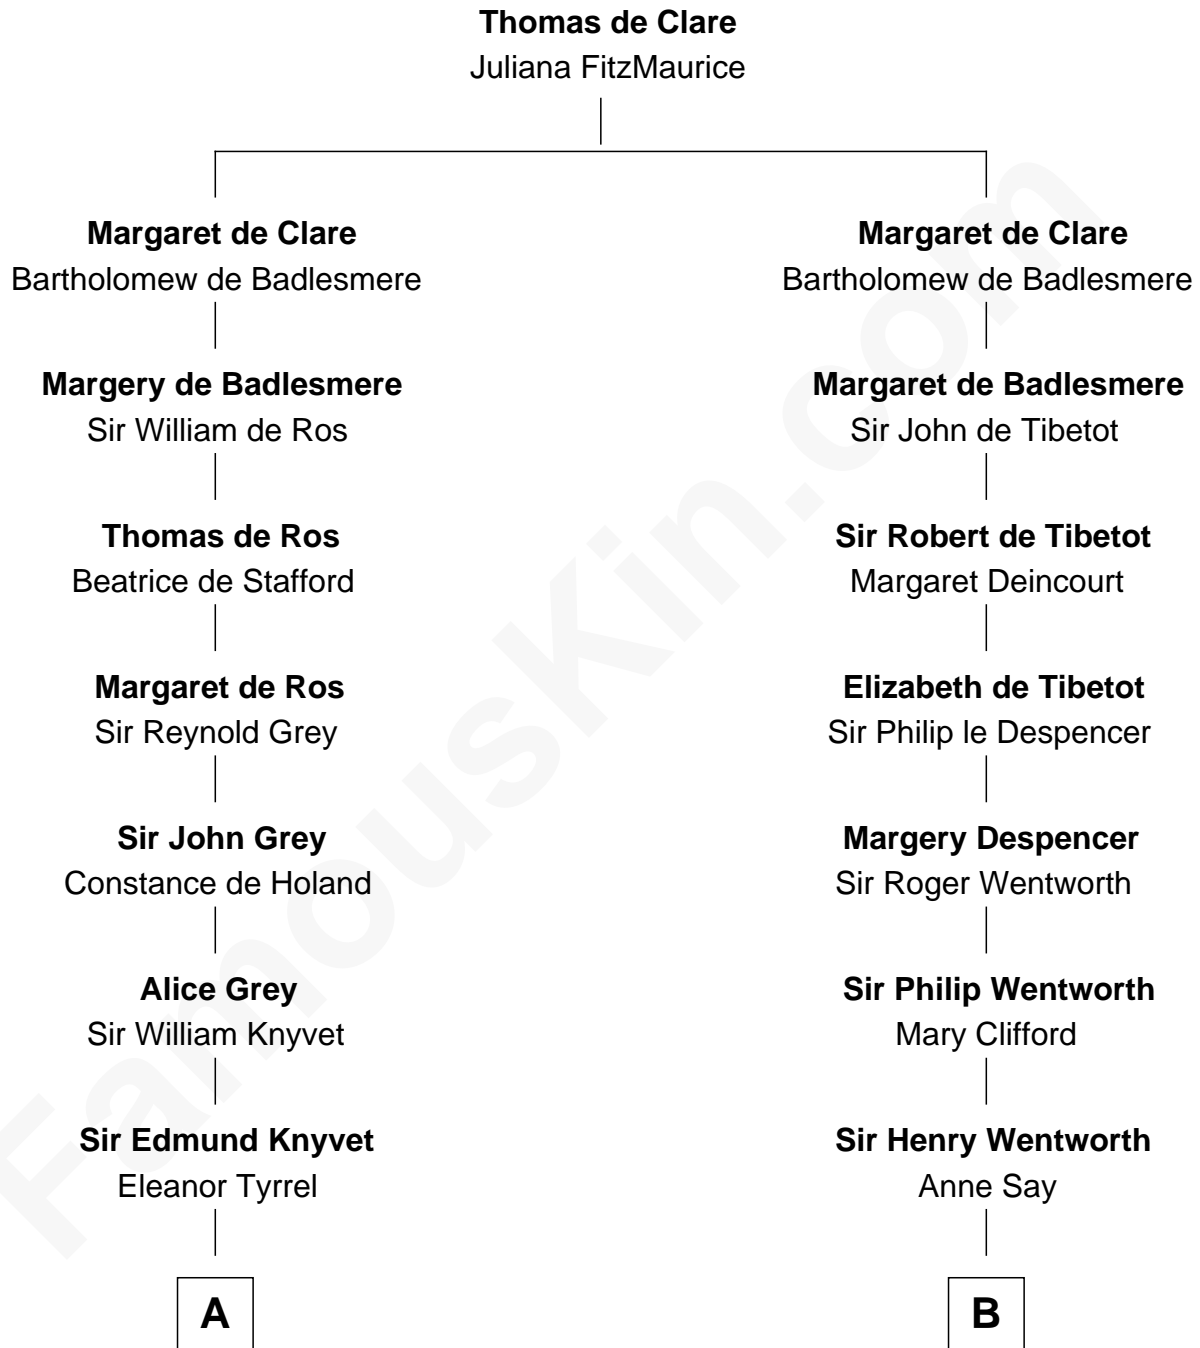 Thomas de Clare
Juliana FitzMaurice
Margaret de Clare
Bartholomew de Badlesmere
Margery de Badlesmere
Sir William de Ros
Thomas de Ros
Beatrice de Stafford
Margaret de Ros
Sir Reynold Grey
Sir John Grey
Constance de Holand
Alice Grey
Sir William Knyvet
Sir Edmund Knyvet
Eleanor Tyrrel
A
Margaret de Clare
Bartholomew de Badlesmere
Margaret de Badlesmere
Sir John de Tibetot
Sir Robert de Tibetot
Margaret Deincourt
Elizabeth de Tibetot
Sir Philip le Despencer
Margery Despencer
Sir Roger Wentworth
Sir Philip Wentworth
Mary Clifford
Sir Henry Wentworth
Anne Say
B
FamousKin.com